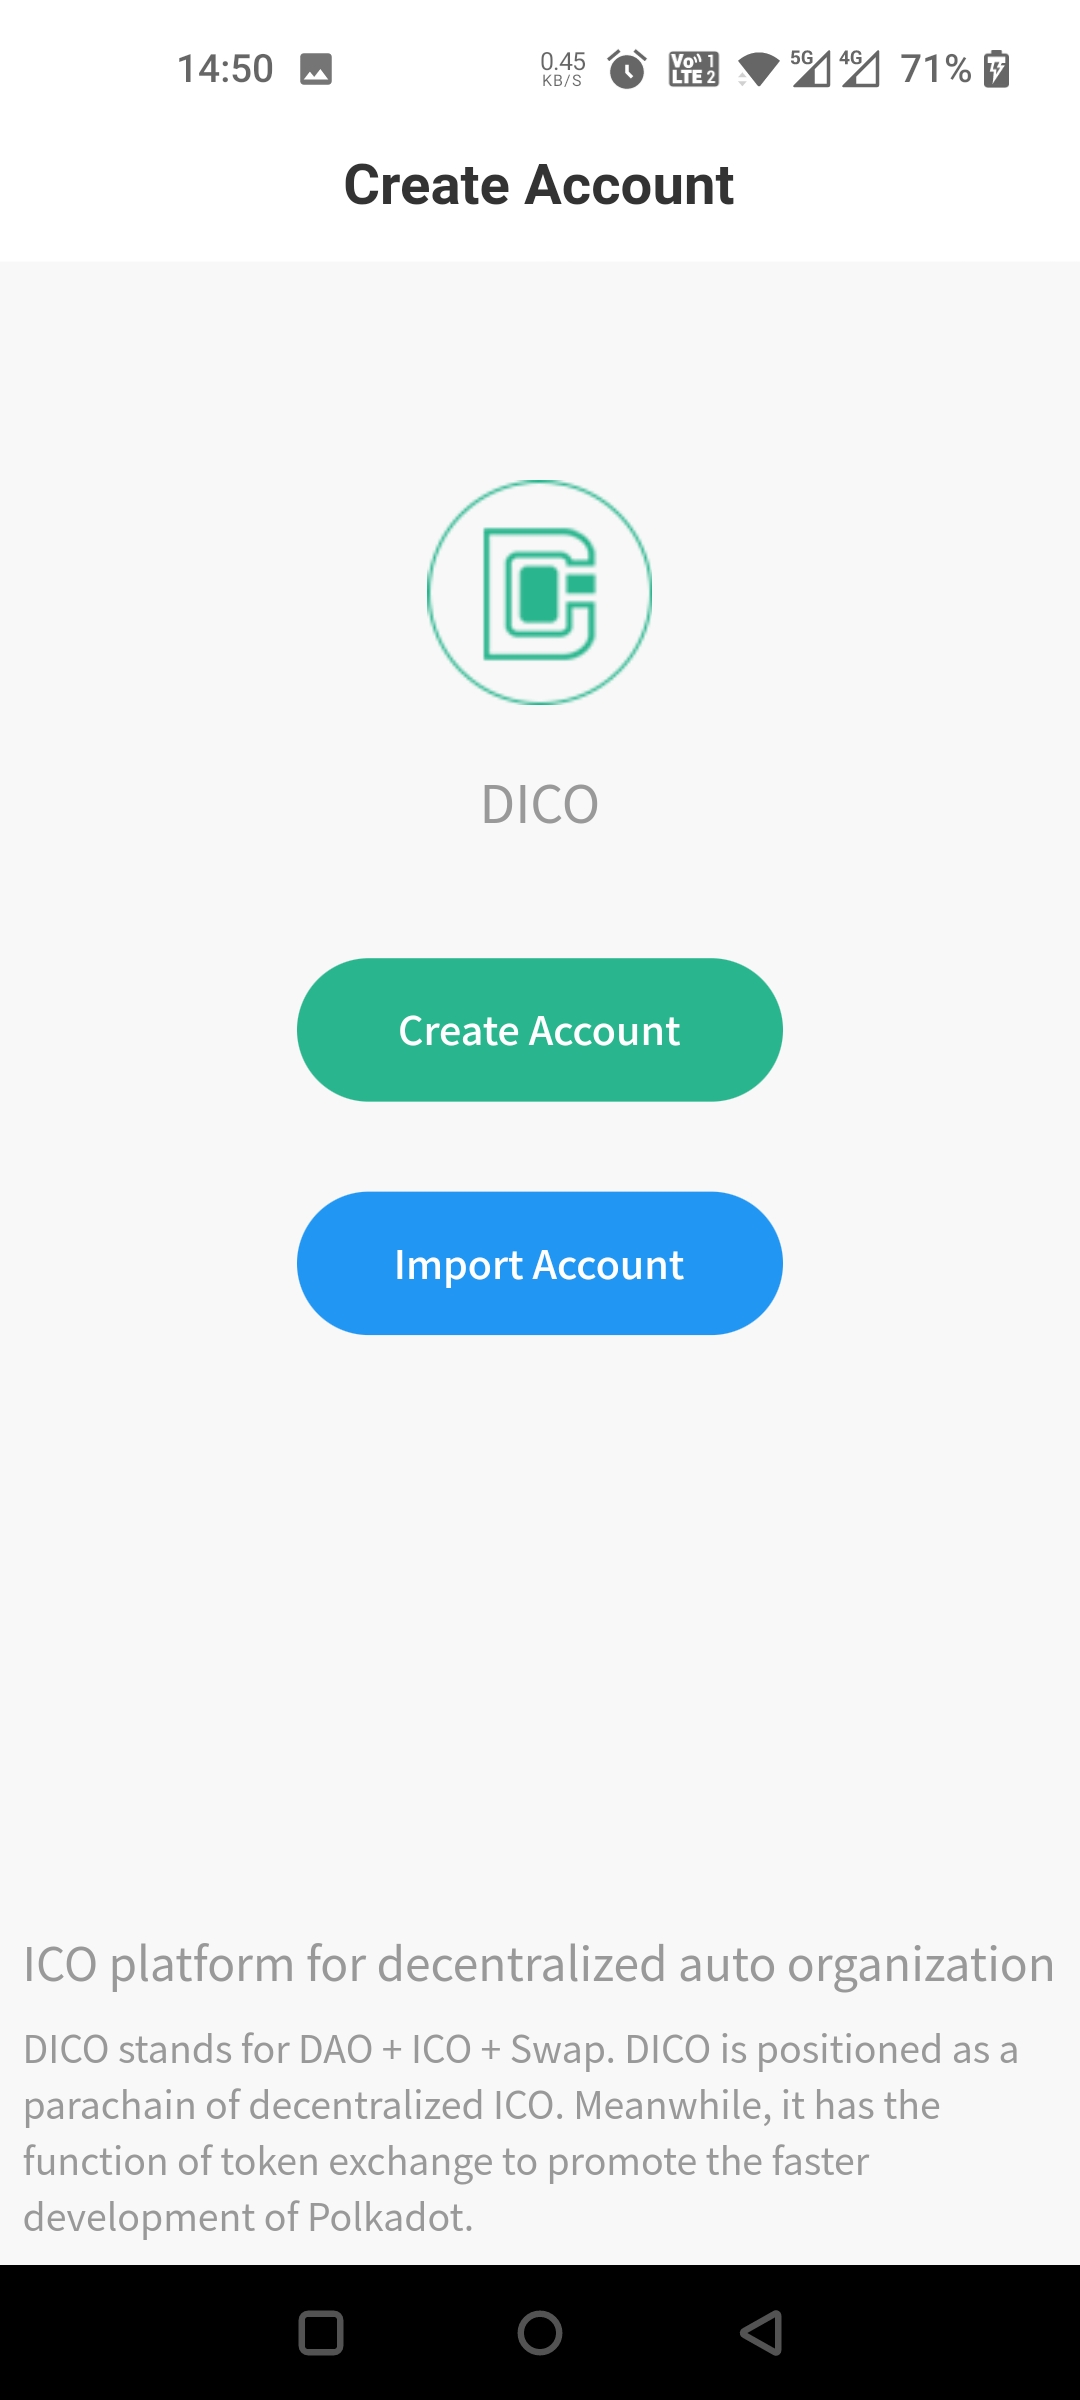 14:50
0.45
KB/S
Vo 1
LTE 2
5G
4G
71%
Create Account
DICO
Create Account
Import Account
ICO platform for decentralized auto organization
DICO stands for DAO + ICO + Swap. DICO is positioned as a
parachain of decentralized ICO. Meanwhile, it has the
function of token exchange to promote the faster
development of Polkadot.